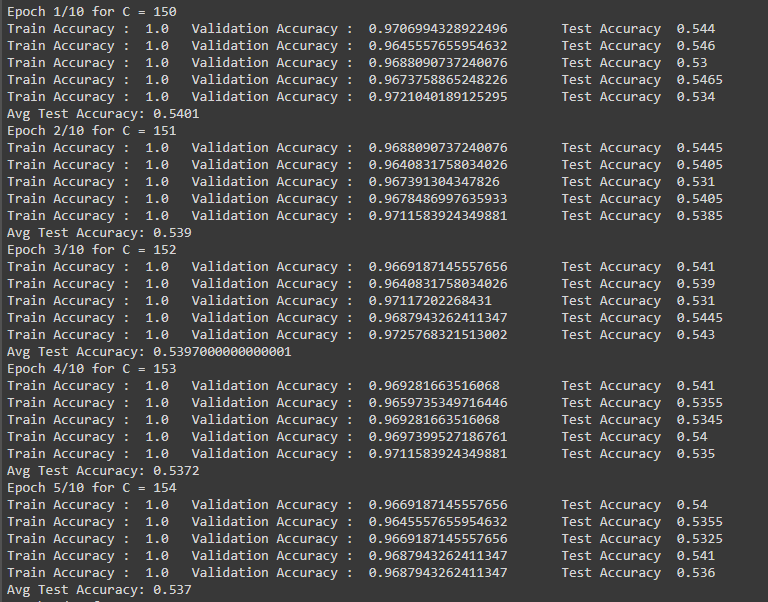 Epoch 1/10 for C = 150
Train Accuracy : 1.0 Validation Accuracy : 0.9706994328922496 Test Accuracy 0.544
Train Accuracy : 1.0 Validation Accuracy : 0.9645557655954632 Test Accuracy 0.546
Train Accuracy : 1.0 Validation Accuracy : 0.9688090737240076 Test Accuracy 0.53
Train Accuracy : 1.0 Validation Accuracy : 0.9673758865248226 Test Accuracy 0.5465
Train Accuracy : 1.0 Validation Accuracy : 0.9721040189125295 Test Accuracy 0.534
Avg Test Accuracy: 0.5401
Epoch 2/10 for C = 151
Train Accuracy : 1.0 Validation Accuracy : 0.9688090737240076 Test Accuracy 0.5445
Train Accuracy : 1.0 Validation Accuracy : 0.9640831758034026 Test Accuracy 0.5405
Train Accuracy : 1.0 Validation Accuracy : 0.967391304347826 Test Accuracy 0.531
Train Accuracy : 1.0 Validation Accuracy : 0.9678486997635933 Test Accuracy 0.5405
Train Accuracy : 1.0 Validation Accuracy : 0.9711583924349881 Test Accuracy 0.5385
Avg Test Accuracy: 0.539
Epoch 3/10 for C = 152
Train Accuracy : 1.0 Validation Accuracy : 0.9669187145557656 Test Accuracy 0.541
Train Accuracy : 1.0 Validation Accuracy : 0.9640831758034026 Test Accuracy 0.539
Train Accuracy : 1.0 Validation Accuracy : 0.97117202268431 Test Accuracy 0.531
Train Accuracy : 1.0 Validation Accuracy : 0.9687943262411347 Test Accuracy 0.5445
Train Accuracy : 1.0 Validation Accuracy : 0.9725768321513002 Test Accuracy 0.543
Avg Test Accuracy: 0.5397000000000001
Epoch 4/10 for C = 153
Train Accuracy : 1.0 Validation Accuracy : 0.969281663516068 Test Accuracy 0.541
Train Accuracy : 1.0 Validation Accuracy : 0.9659735349716446 Test Accuracy 0.5355
Train Accuracy : 1.0 Validation Accuracy : 0.969281663516068 Test Accuracy 0.5345
Train Accuracy : 1.0 Validation Accuracy : 0.9697399527186761 Test Accuracy 0.54
Train Accuracy : 1.0 Validation Accuracy : 0.9711583924349881 Test Accuracy 0.535
Avg Test Accuracy: 0.5372
Epoch 5/10 for C = 154
Train Accuracy : 1.0 Validation Accuracy : 0.9669187145557656 Test Accuracy 0.54
Train Accuracy : 1.0 Validation Accuracy : 0.9645557655954632 Test Accuracy 0.5355
Train Accuracy : 1.0 Validation Accuracy : 0.9669187145557656 Test Accuracy 0.5325
Train Accuracy : 1.0 Validation Accuracy : 0.9687943262411347 Test Accuracy 0.541
Train Accuracy : 1.0 Validation Accuracy : 0.9687943262411347 Test Accuracy 0.536
Avg Test Accuracy: 0.537